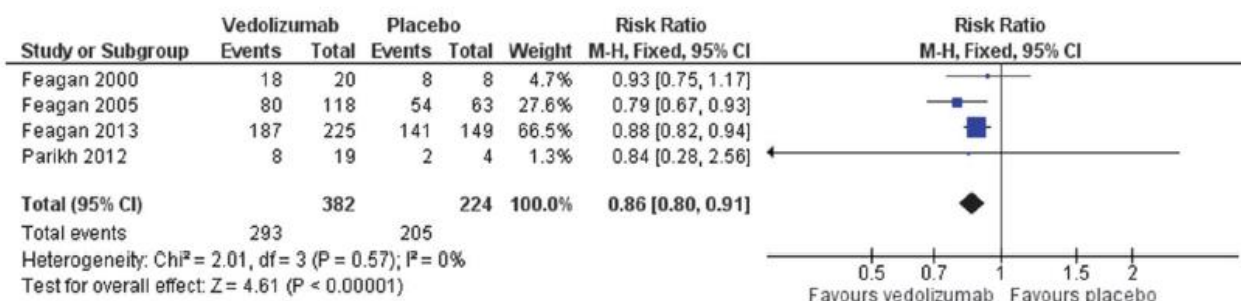 Vedolizumab Placebo Risk Ratio Risk Ratio
Study or Subgroup Events Total Events Total Weight M-H, Fixed, 95% CI M-H, Fixed, 95% CI
Feagan 2000 18 20 8 8 4.7% 0.93 [0.75, 1.17]
Feagan 2005 80 118 54 63 27.6% 0.79 [0.67, 0.93]
Feagan 2013 187 225 141 149 66.5% 0.88 [0.82, 0.94]
Parikh 2012 8 19 2 4 1.3% 0.84 [0.28, 2.56]
Total (95% CI) 382 224 100.0% 0.86 [0.80, 0.91]
Total events 293 205
Heterogeneity: Chi² = 2.01, df = 3 (P = 0.57); I² = 0%
Test for overall effect: Z = 4.61 (P < 0.00001)
0.5 0.7 1 1.5 2
Favours vedolizumab Favours placebo